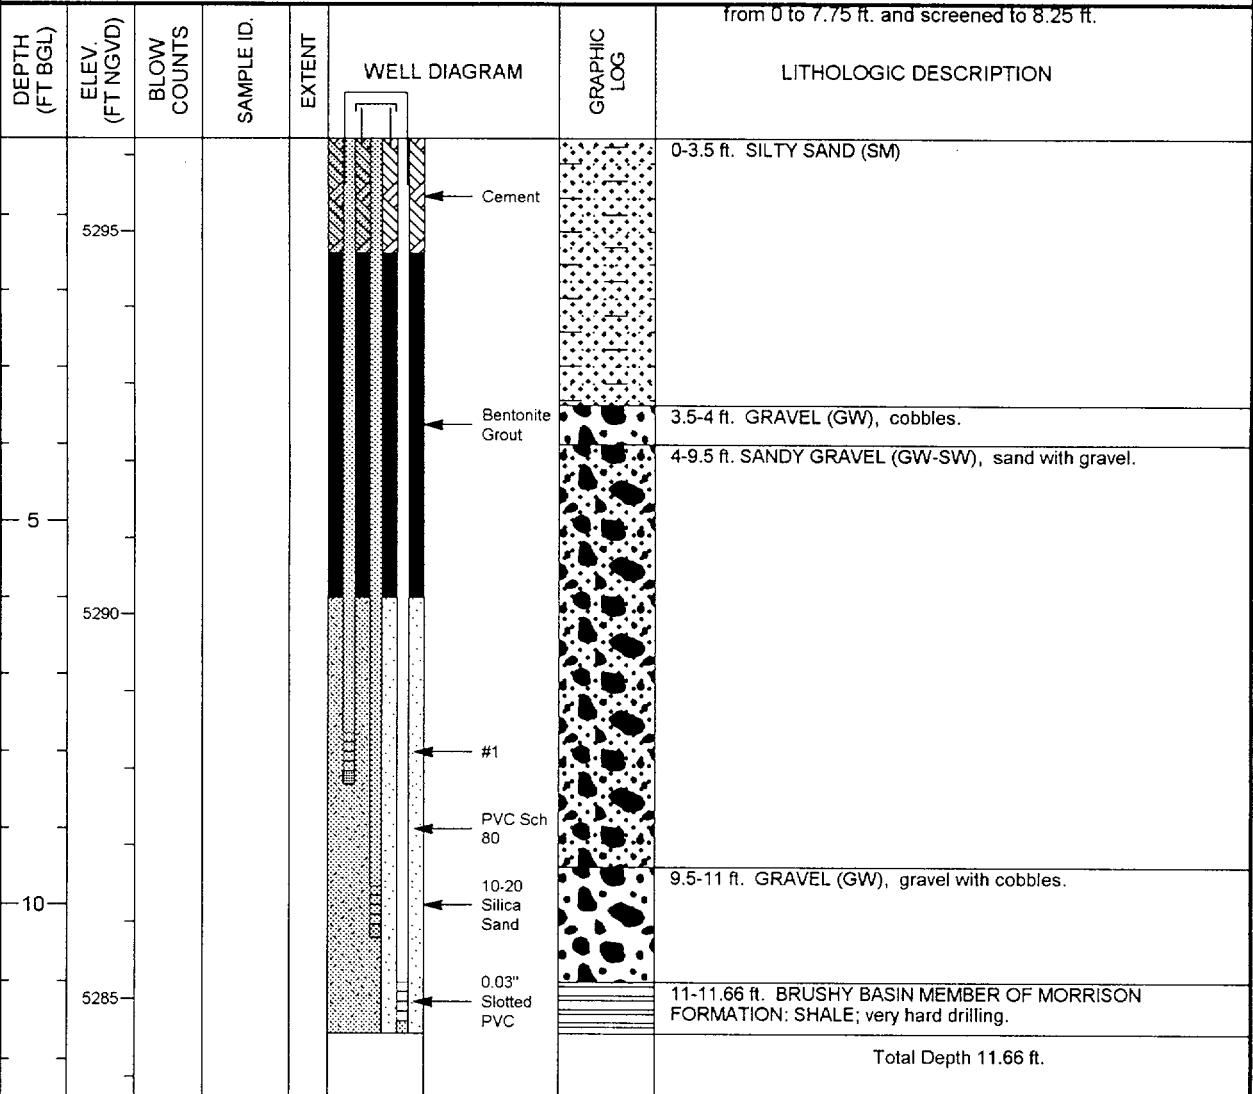 from 0 to 7.75 ft. and screened to 8.25 ft.
DEPTH
(FT BGL)
ELEV.
(FT NGVD)
BLOW
COUNTS
SAMPLE ID.
EXTENT
WELL DIAGRAM
GRAPHIC
LOG
LITHOLOGIC DESCRIPTION
0-3.5 ft. SILTY SAND (SM)
Cement
5295
Bentonite
Grout
3.5-4 ft. GRAVEL (GW), cobbles.
4-9.5 ft. SANDY GRAVEL (GW-SW), sand with gravel.
5
5290
#1
PVC Sch
80
9.5-11 ft. GRAVEL (GW), gravel with cobbles.
10
10-20
Silica
Sand
5285
0.03"
Slotted
PVC
11-11.66 ft. BRUSHY BASIN MEMBER OF MORRISON
FORMATION: SHALE; very hard drilling.
Total Depth 11.66 ft.